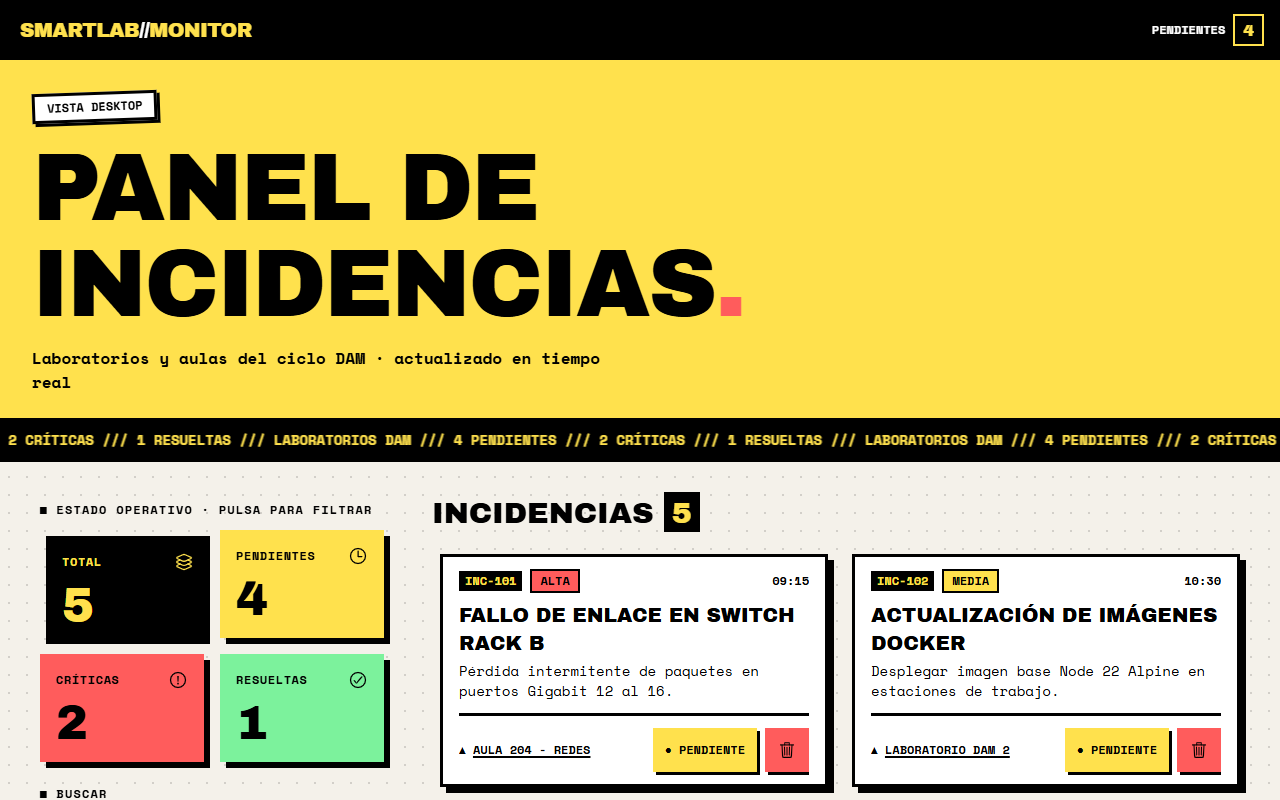 SMARTLAB//MONITOR
PENDIENTES 4
VISTA DESKTOP
PANEL DE
INCIDENCIAS.
Laboratorios y aulas del ciclo DAM · actualizado en tiempo
real
2 CRÍTICAS /// 1 RESUELTAS /// LABORATORIOS DAM /// 4 PENDIENTES /// 2 CRÍTICAS /// 1 RESUELTAS /// LABORATORIOS DAM /// 4 PENDIENTES /// 2 CRÍTICAS
■ ESTADO OPERATIVO · PULSA PARA FILTRAR
TOTAL
5
PENDIENTES
4
CRÍTICAS
2
RESUELTAS
1
■ BUSCAR
INCIDENCIAS 5
INC-101 ALTA 09:15
FALLO DE ENLACE EN SWITCH
RACK B
Pérdida intermitente de paquetes en
puertos Gigabit 12 al 16.
▲ AULA 204 - REDES
● PENDIENTE
INC-102 MEDIA 10:30
ACTUALIZACIÓN DE IMÁGENES
DOCKER
Desplegar imagen base Node 22 Alpine en
estaciones de trabajo.
▲ LABORATORIO DAM 2
● PENDIENTE